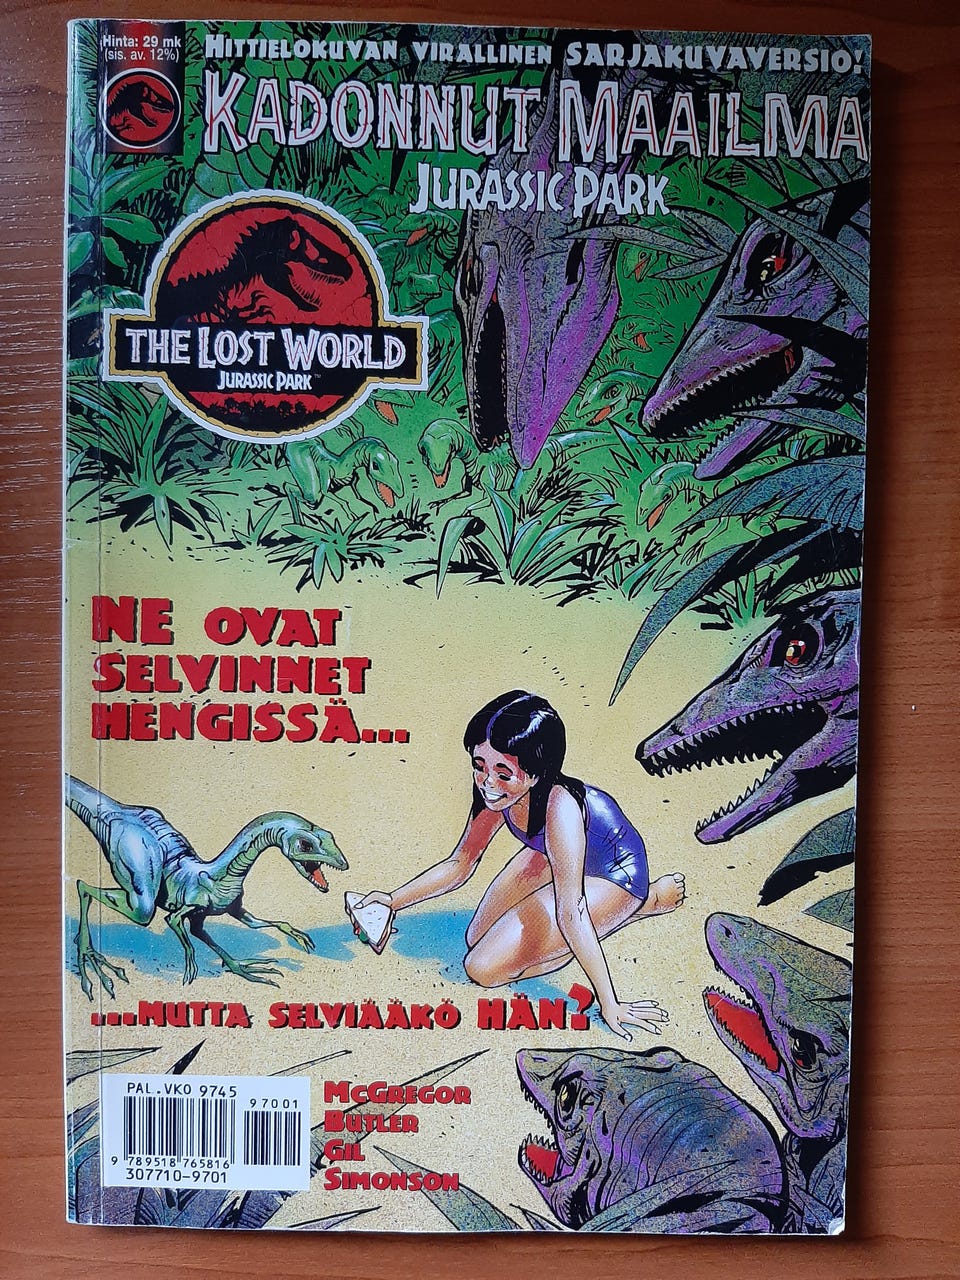 Hinta: 29 mk
(sis. av. 12%)
HITTIELOKUVAN VIRALLINEN SARJAKUVAVERSIO!
KADONNUT MAAILMA
JURASSIC PARK
THE LOST WORLD
JURASSIC PARK™
NE OVAT
SELVINNET
HENGISSÄ...
...MUTTA SELVIÄÄKÖ HÄN?
PAL.VKO 9745
97001
9 789518 765816
307710-9701
MCGREGOR
BUTLER
GIL
SIMONSON